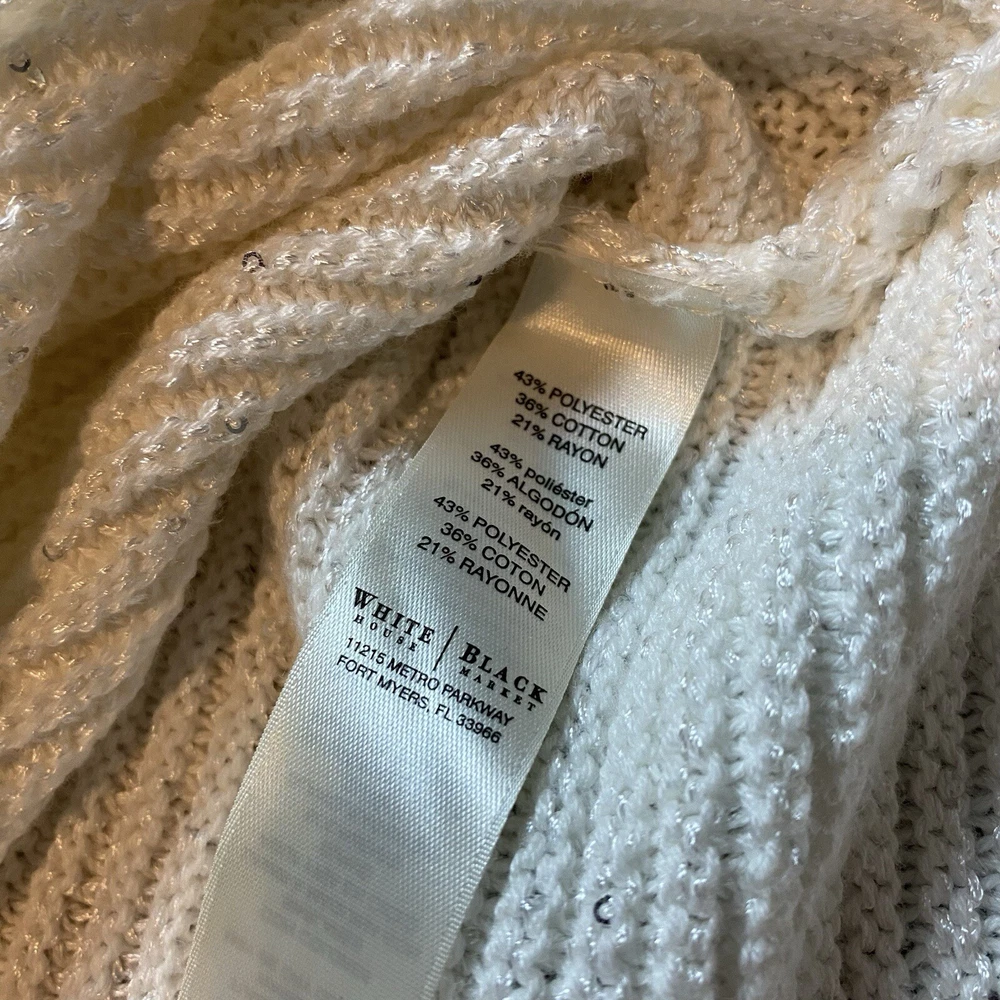 43% POLYESTER
36% COTTON
21% RAYON
43% poliéster
36% ALGODÓN
21% rayón
43% POLYESTER
36% COTON
21% RAYONNE
WHITE | BLACK
HOUSE MARKET
11215 METRO PARKWAY
FORT MYERS, FL 33966